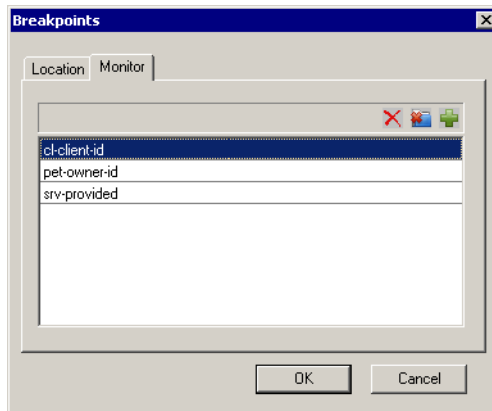 Breakpoints
Location Monitor
cl-client-id
pet-owner-id
srv-provided
OK Cancel